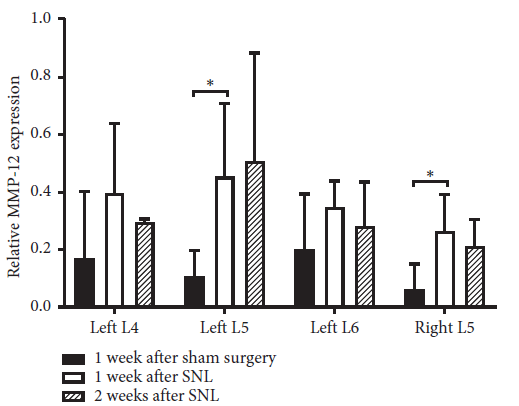 Relative MMP-12 expression
1.0
0.8
0.6
0.4
0.2
0.0
*
*
Left L4 Left L5 Left L6 Right L5
1 week after sham surgery
1 week after SNL
2 weeks after SNL